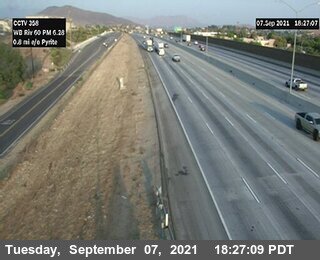 CCTV 358
WB Riv 60 PM 6.28
0.8 mi e/o Pyrite
07.Sep 2021 18:27:07
Tuesday, September 07, 2021 18:27:09 PDT